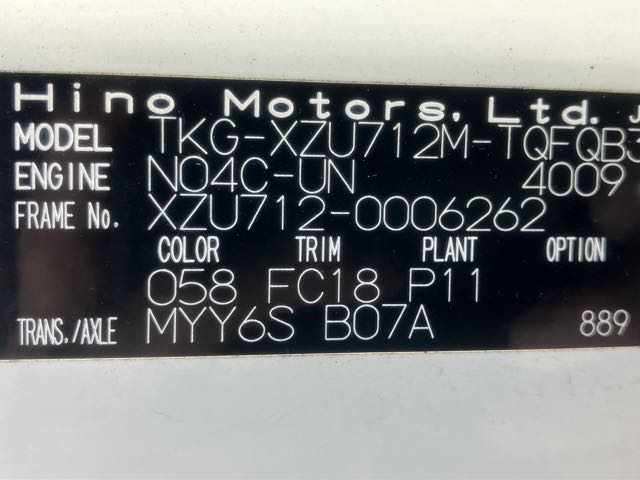 Hino Motors, Ltd. J
MODEL TKG-XZU712M-TQFQB3
ENGINE N04C-UN 4009
FRAME No. XZU712-0006262
COLOR TRIM PLANT OPTION
058 FC18 P11
TRANS./AXLE MYY6S B07A 889